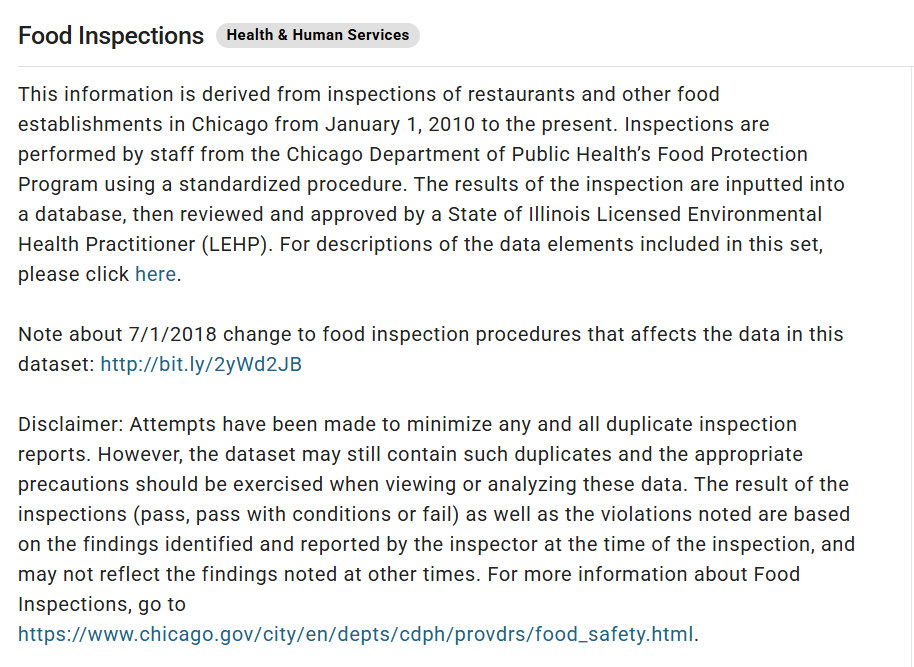 Food Inspections Health & Human Services
This information is derived from inspections of restaurants and other food
establishments in Chicago from January 1, 2010 to the present. Inspections are
performed by staff from the Chicago Department of Public Health’s Food Protection
Program using a standardized procedure. The results of the inspection are inputted into
a database, then reviewed and approved by a State of Illinois Licensed Environmental
Health Practitioner (LEHP). For descriptions of the data elements included in this set,
please click here.
Note about 7/1/2018 change to food inspection procedures that affects the data in this
dataset: http://bit.ly/2yWd2JB
Disclaimer: Attempts have been made to minimize any and all duplicate inspection
reports. However, the dataset may still contain such duplicates and the appropriate
precautions should be exercised when viewing or analyzing these data. The result of the
inspections (pass, pass with conditions or fail) as well as the violations noted are based
on the findings identified and reported by the inspector at the time of the inspection, and
may not reflect the findings noted at other times. For more information about Food
Inspections, go to
https://www.chicago.gov/city/en/depts/cdph/provdrs/food_safety.html.